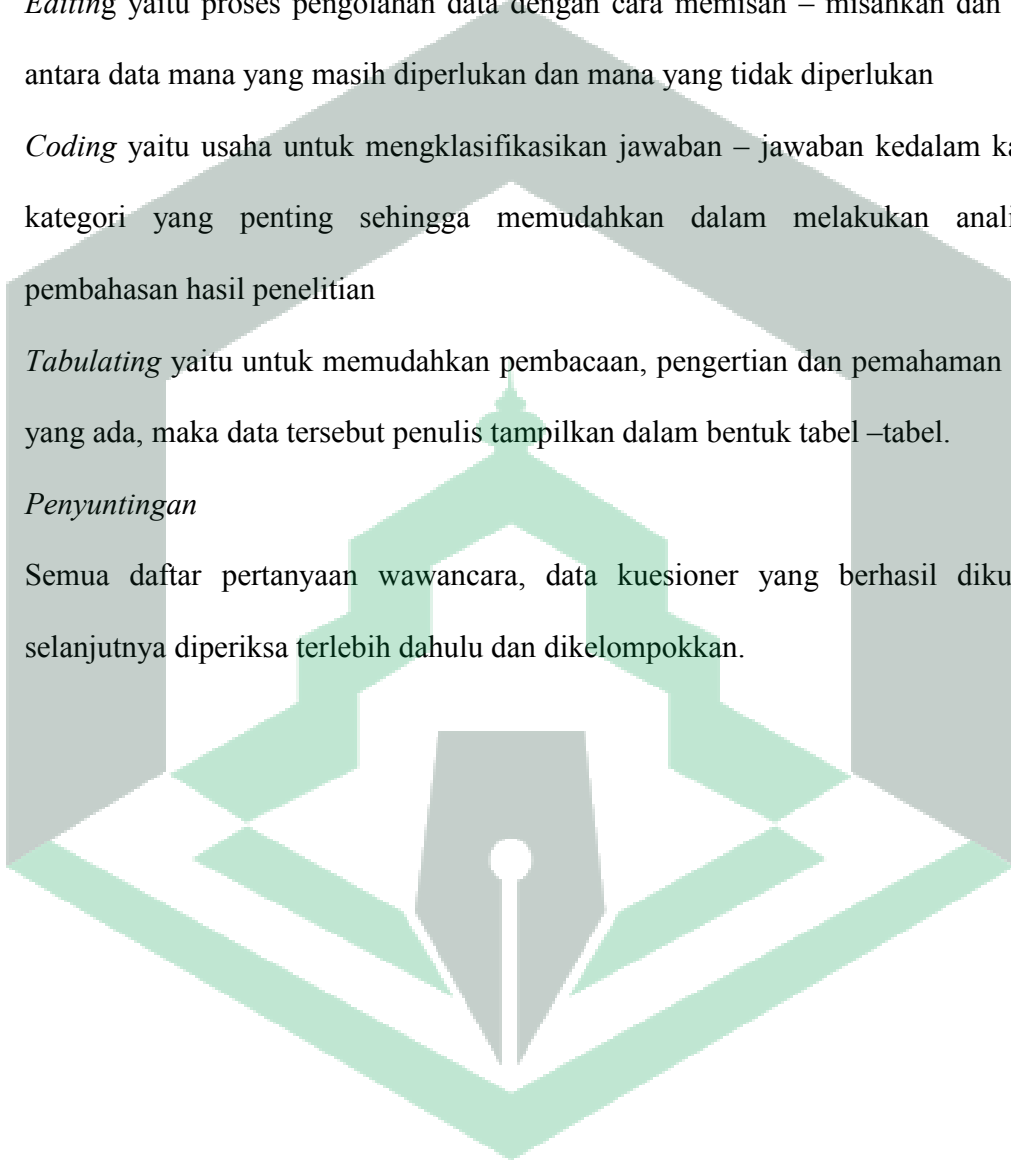 Editing yaitu proses pengolahan data dengan cara memisah – misahkan dan
antara data mana yang masih diperlukan dan mana yang tidak diperlukan
Coding yaitu usaha untuk mengklasifikasikan jawaban – jawaban kedalam
kategori yang penting sehingga memudahkan dalam melakukan
pembahasan hasil penelitian
Tabulating yaitu untuk memudahkan pembacaan, pengertian dan pemahaman
yang ada, maka data tersebut penulis tampilkan dalam bentuk tabel –tabel.
Penyuntingan
Semua daftar pertanyaan wawancara, data kuesioner yang berhasil
selanjutnya diperiksa terlebih dahulu dan dikelompokkan.